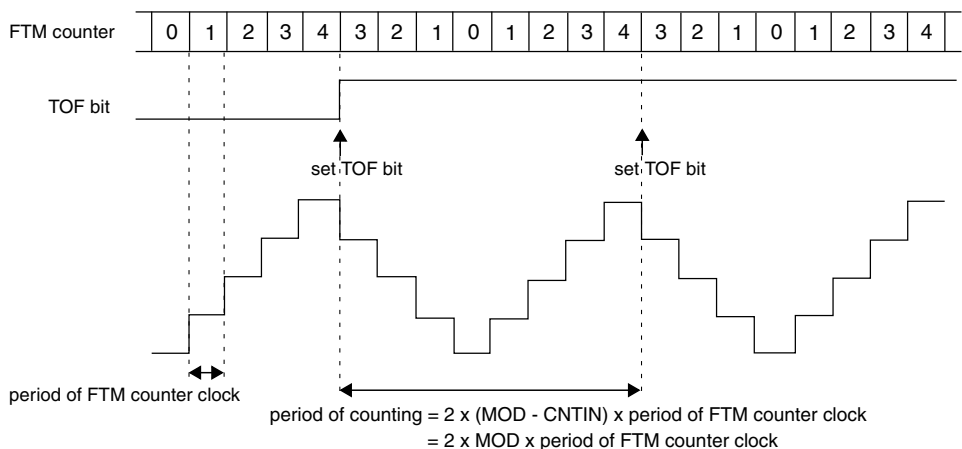 FTM counter 0 1 2 3 4 3 2 1 0 1 2 3 4 3 2 1 0 1 2 3 4
TOF bit
set TOF bit set TOF bit
period of FTM counter clock
period of counting = 2 x (MOD - CNTIN) x period of FTM counter clock
= 2 x MOD x period of FTM counter clock